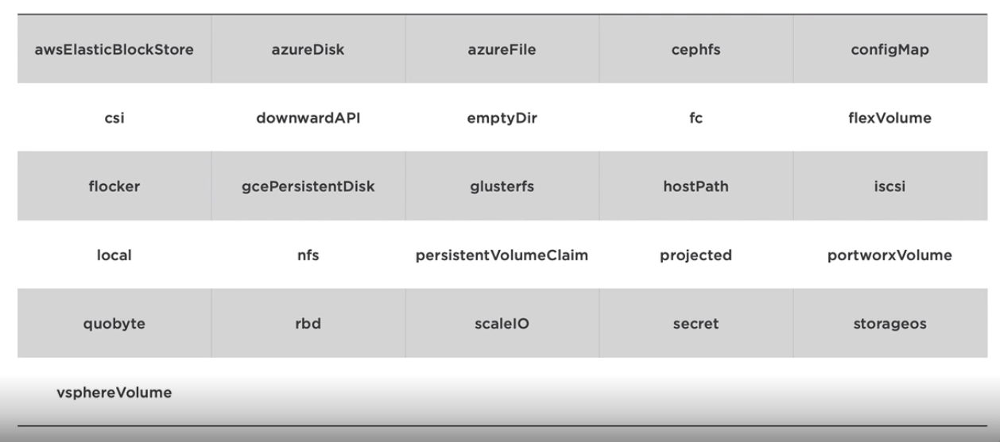 awsElasticBlockStore azureDisk azureFile cephfs configMap
csi downwardAPI emptyDir fc flexVolume
flocker gcePersistentDisk glusterfs hostPath iscsi
local nfs persistentVolumeClaim projected portworxVolume
quobyte rbd scaleIO secret storageos
vsphereVolume